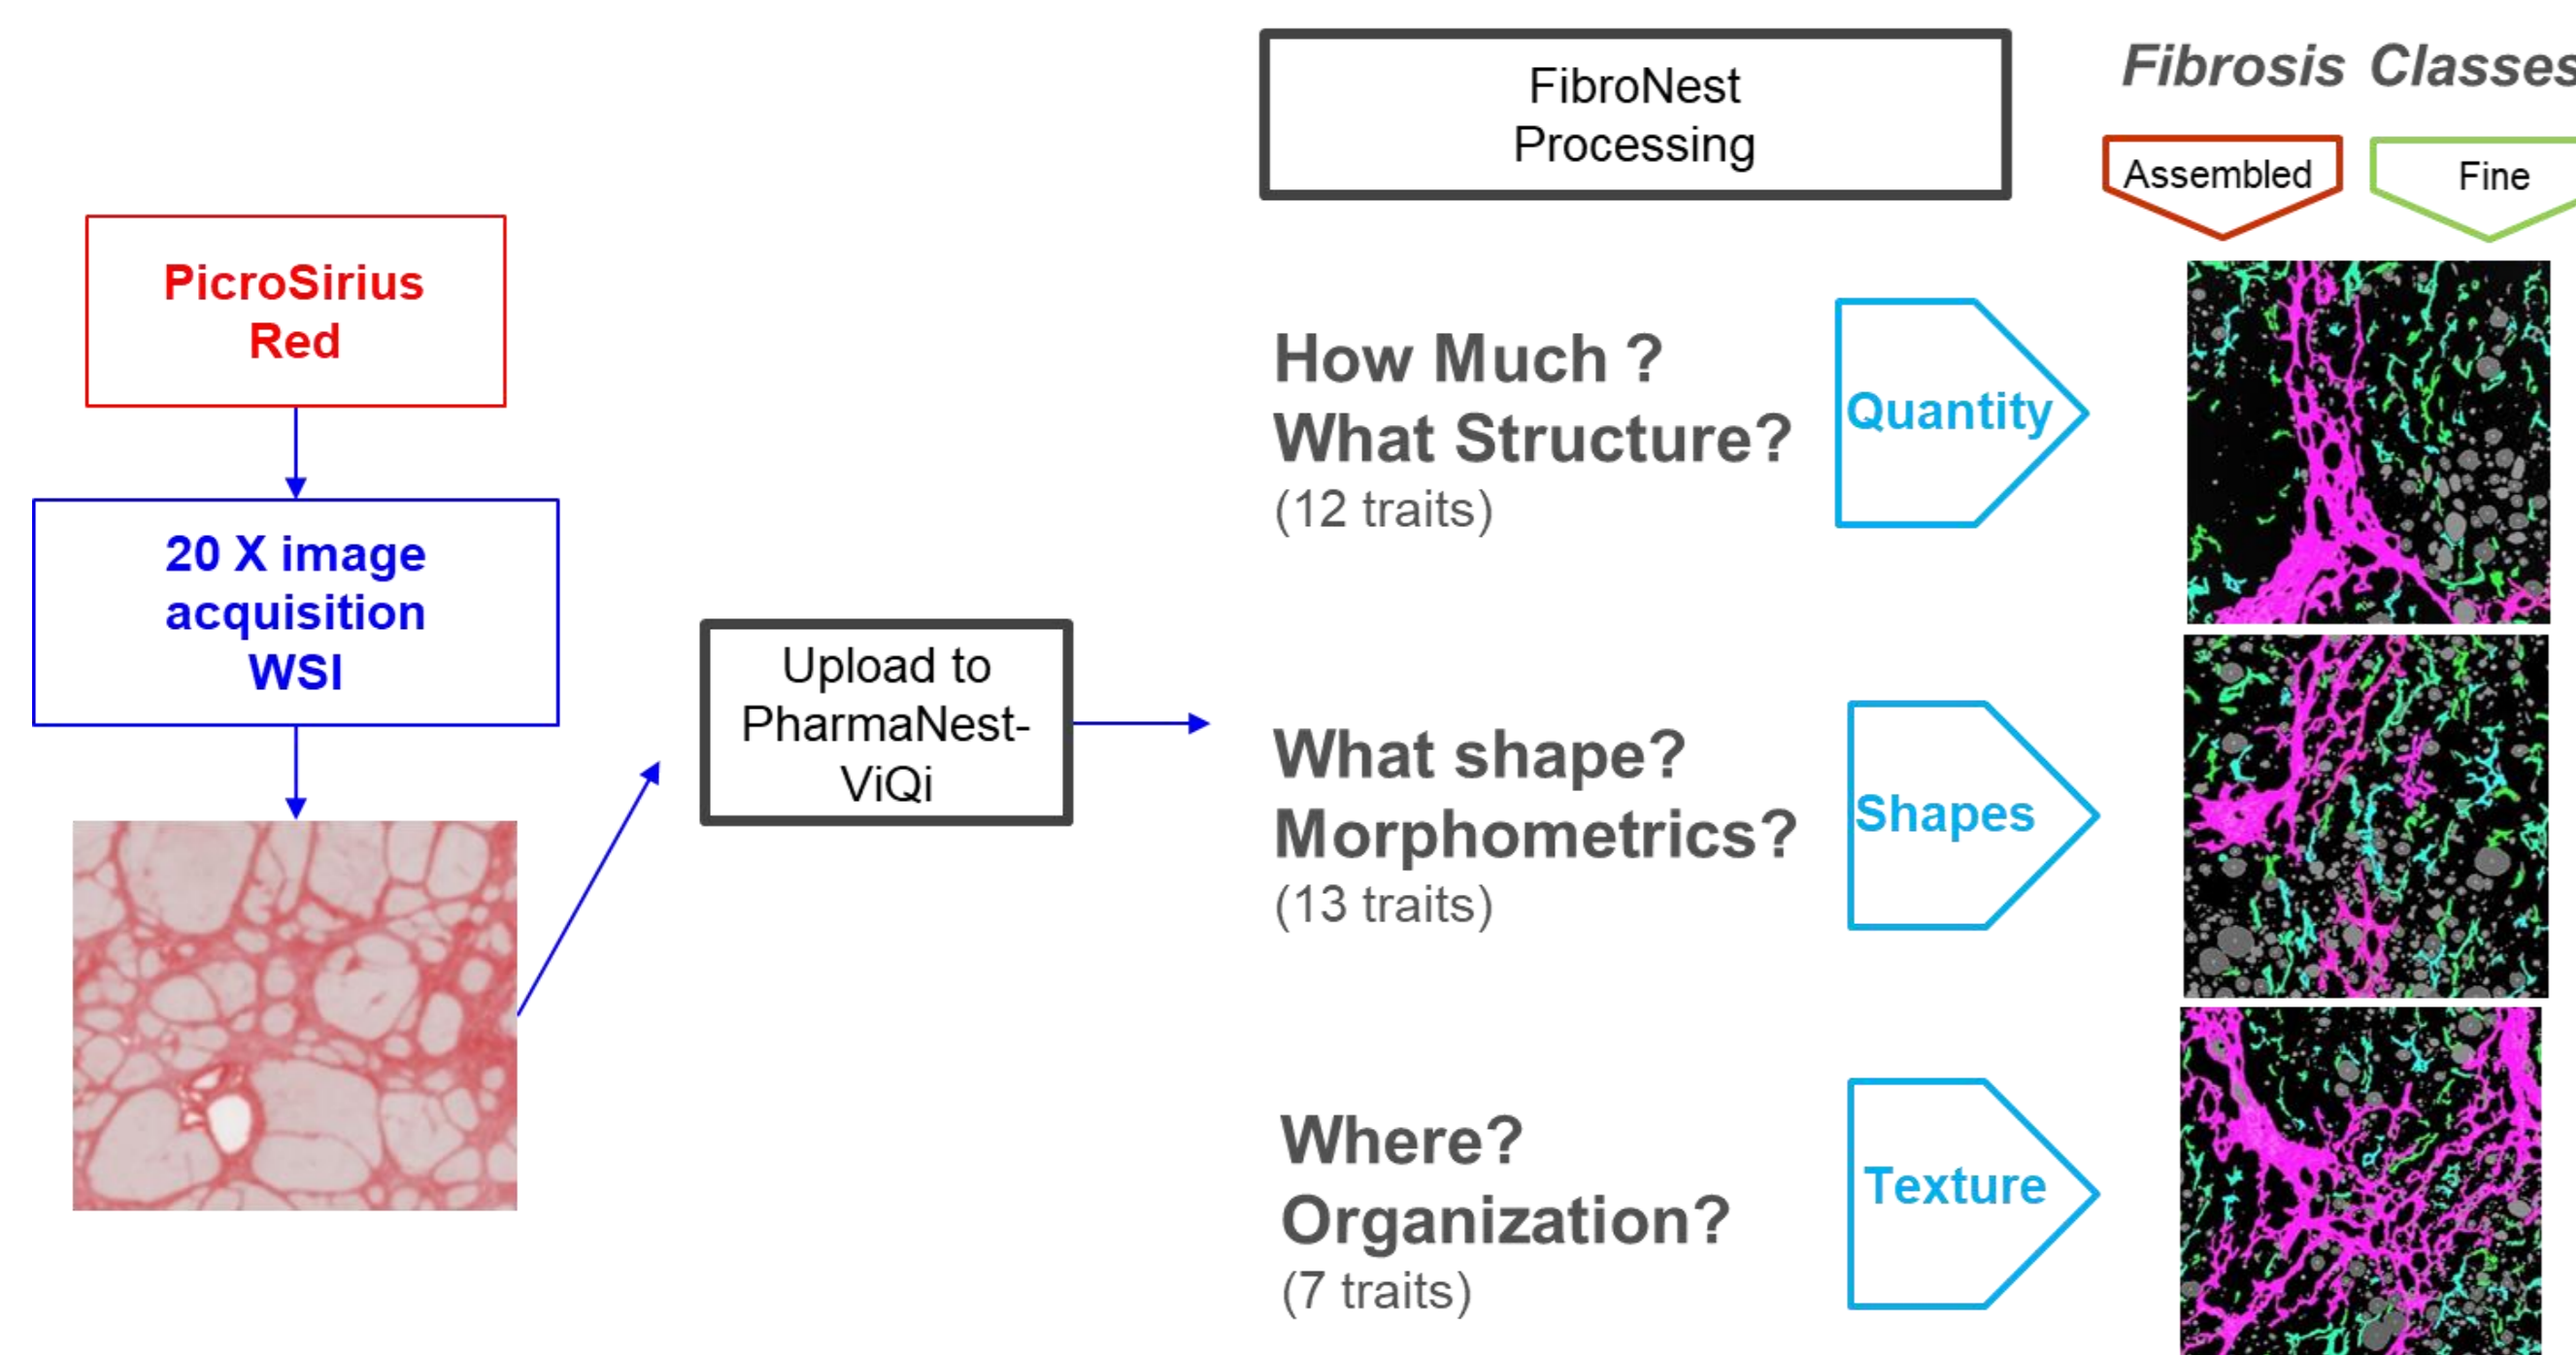 PicroSirius
Red
20 X image
acquisition
WSI
Upload to
PharmaNest-
ViQi
FibroNest
Processing
How Much ?
What Structure?
(12 traits)
Quantity
What shape?
Morphometrics?
(13 traits)
Shapes
Where?
Organization?
(7 traits)
Texture
Fibrosis Classes
Assembled
Fine